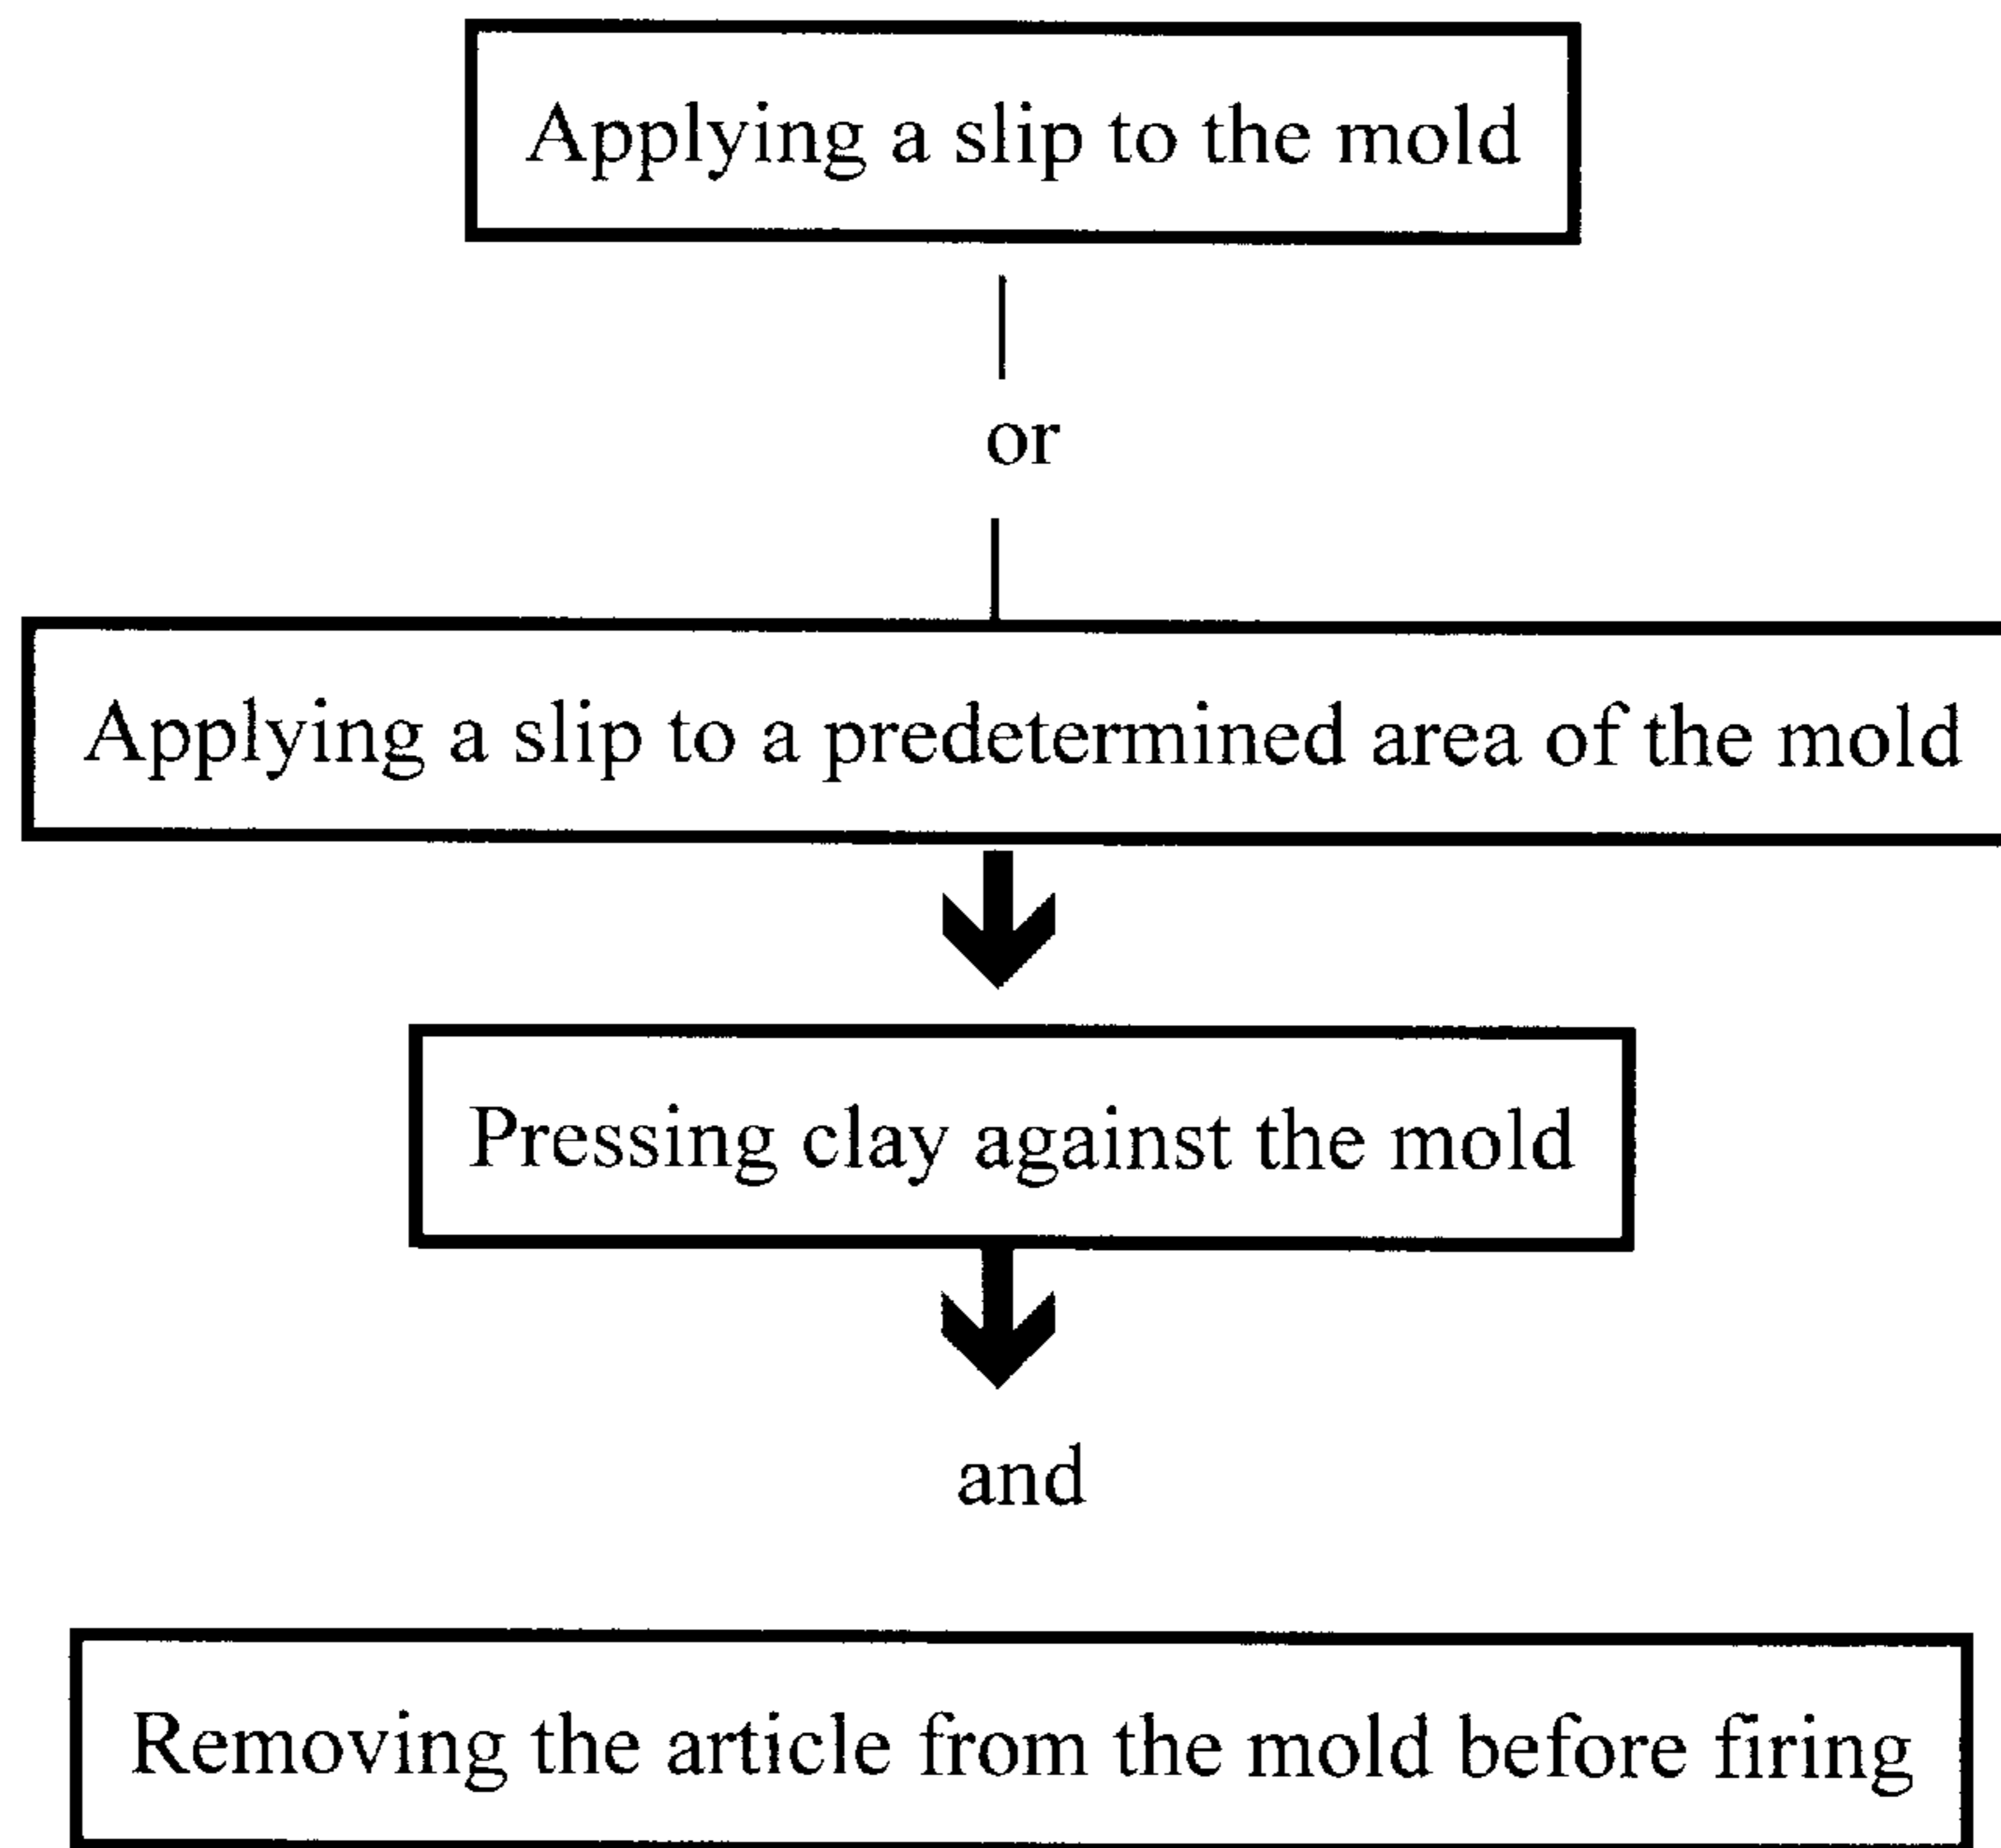 Applying a slip to the mold
or
Applying a slip to a predetermined area of the mold
Pressing clay against the mold
and
Removing the article from the mold before firing